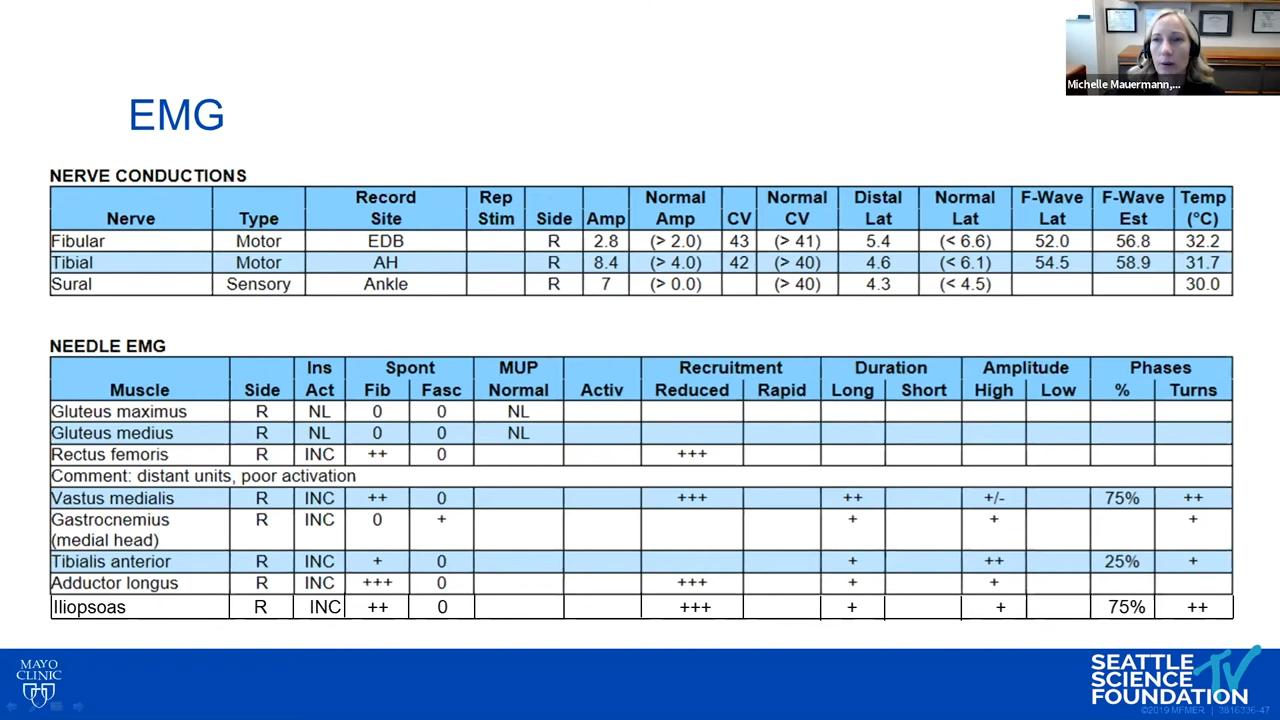 Michelle Mauermann,...
EMG
NERVE CONDUCTIONS
Nerve Type Record Site Rep Stim Side Amp Normal Amp CV Normal CV Distal Lat Normal Lat F-Wave Lat F-Wave Est Temp (°C)
Fibular Motor EDB R 2.8 (> 2.0) 43 (> 41) 5.4 (< 6.6) 52.0 56.8 32.2
Tibial Motor AH R 8.4 (> 4.0) 42 (> 40) 4.6 (< 6.1) 54.5 58.9 31.7
Sural Sensory Ankle R 7 (> 0.0) (> 40) 4.3 (< 4.5) 30.0
NEEDLE EMG
Ins Spont MUP Recruitment Duration Amplitude Phases
Muscle Side Act Fib Fasc Normal Activ Reduced Rapid Long Short High Low % Turns
Gluteus maximus R NL 0 0 NL
Gluteus medius R NL 0 0 NL
Rectus femoris R INC ++ 0 +++
Comment: distant units, poor activation
Vastus medialis R INC ++ 0 +++ ++ +/- 75% ++
Gastrocnemius R INC 0 + + + +
(medial head)
Tibialis anterior R INC + 0 + ++ 25% +
Adductor longus R INC +++ 0 +++ + +
Iliopsoas R INC ++ 0 +++ + + 75% ++
MAYO
CLINIC
SEATTLE
SCIENCE
FOUNDATION
TV
©2019 MFMER | 3816336-47